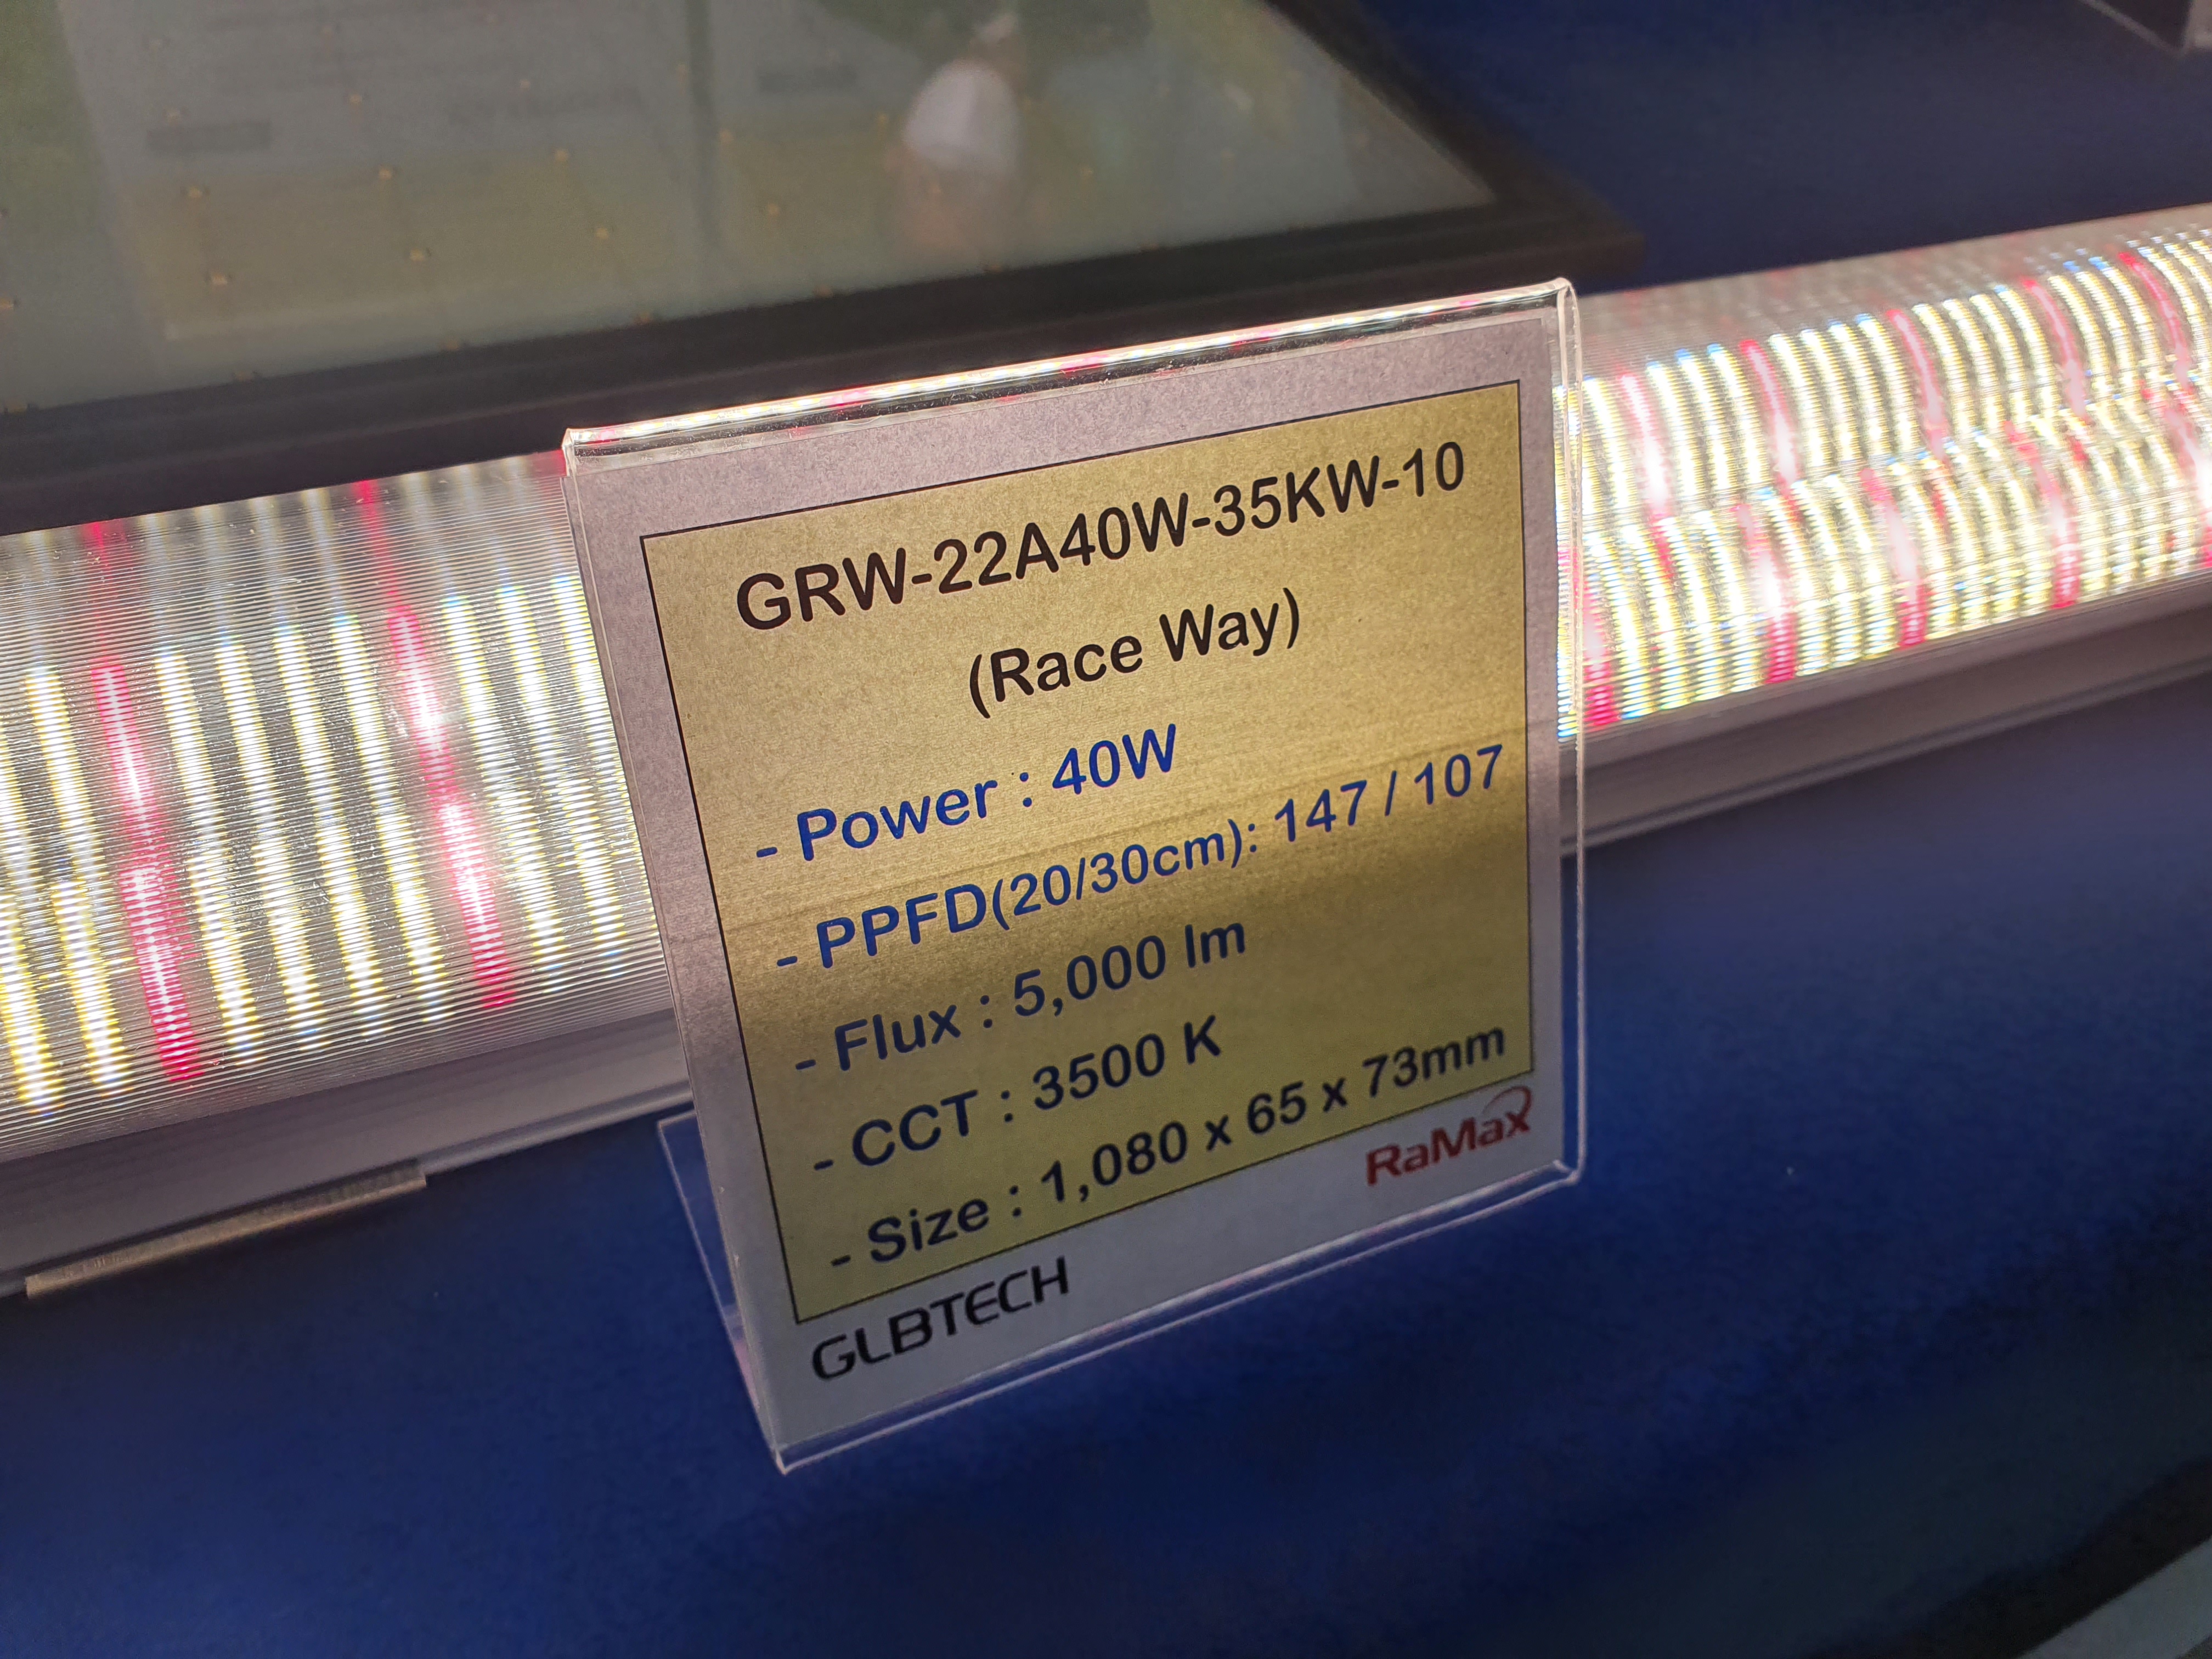 GRW-22A40W-35KW-10
(Race Way)
- Power : 40W
- PPFD(20/30cm): 147 / 107
- Flux : 5,000 lm
- CCT : 3500 K
- Size : 1,080 x 65 x 73mm
GLBTECH
RaMax